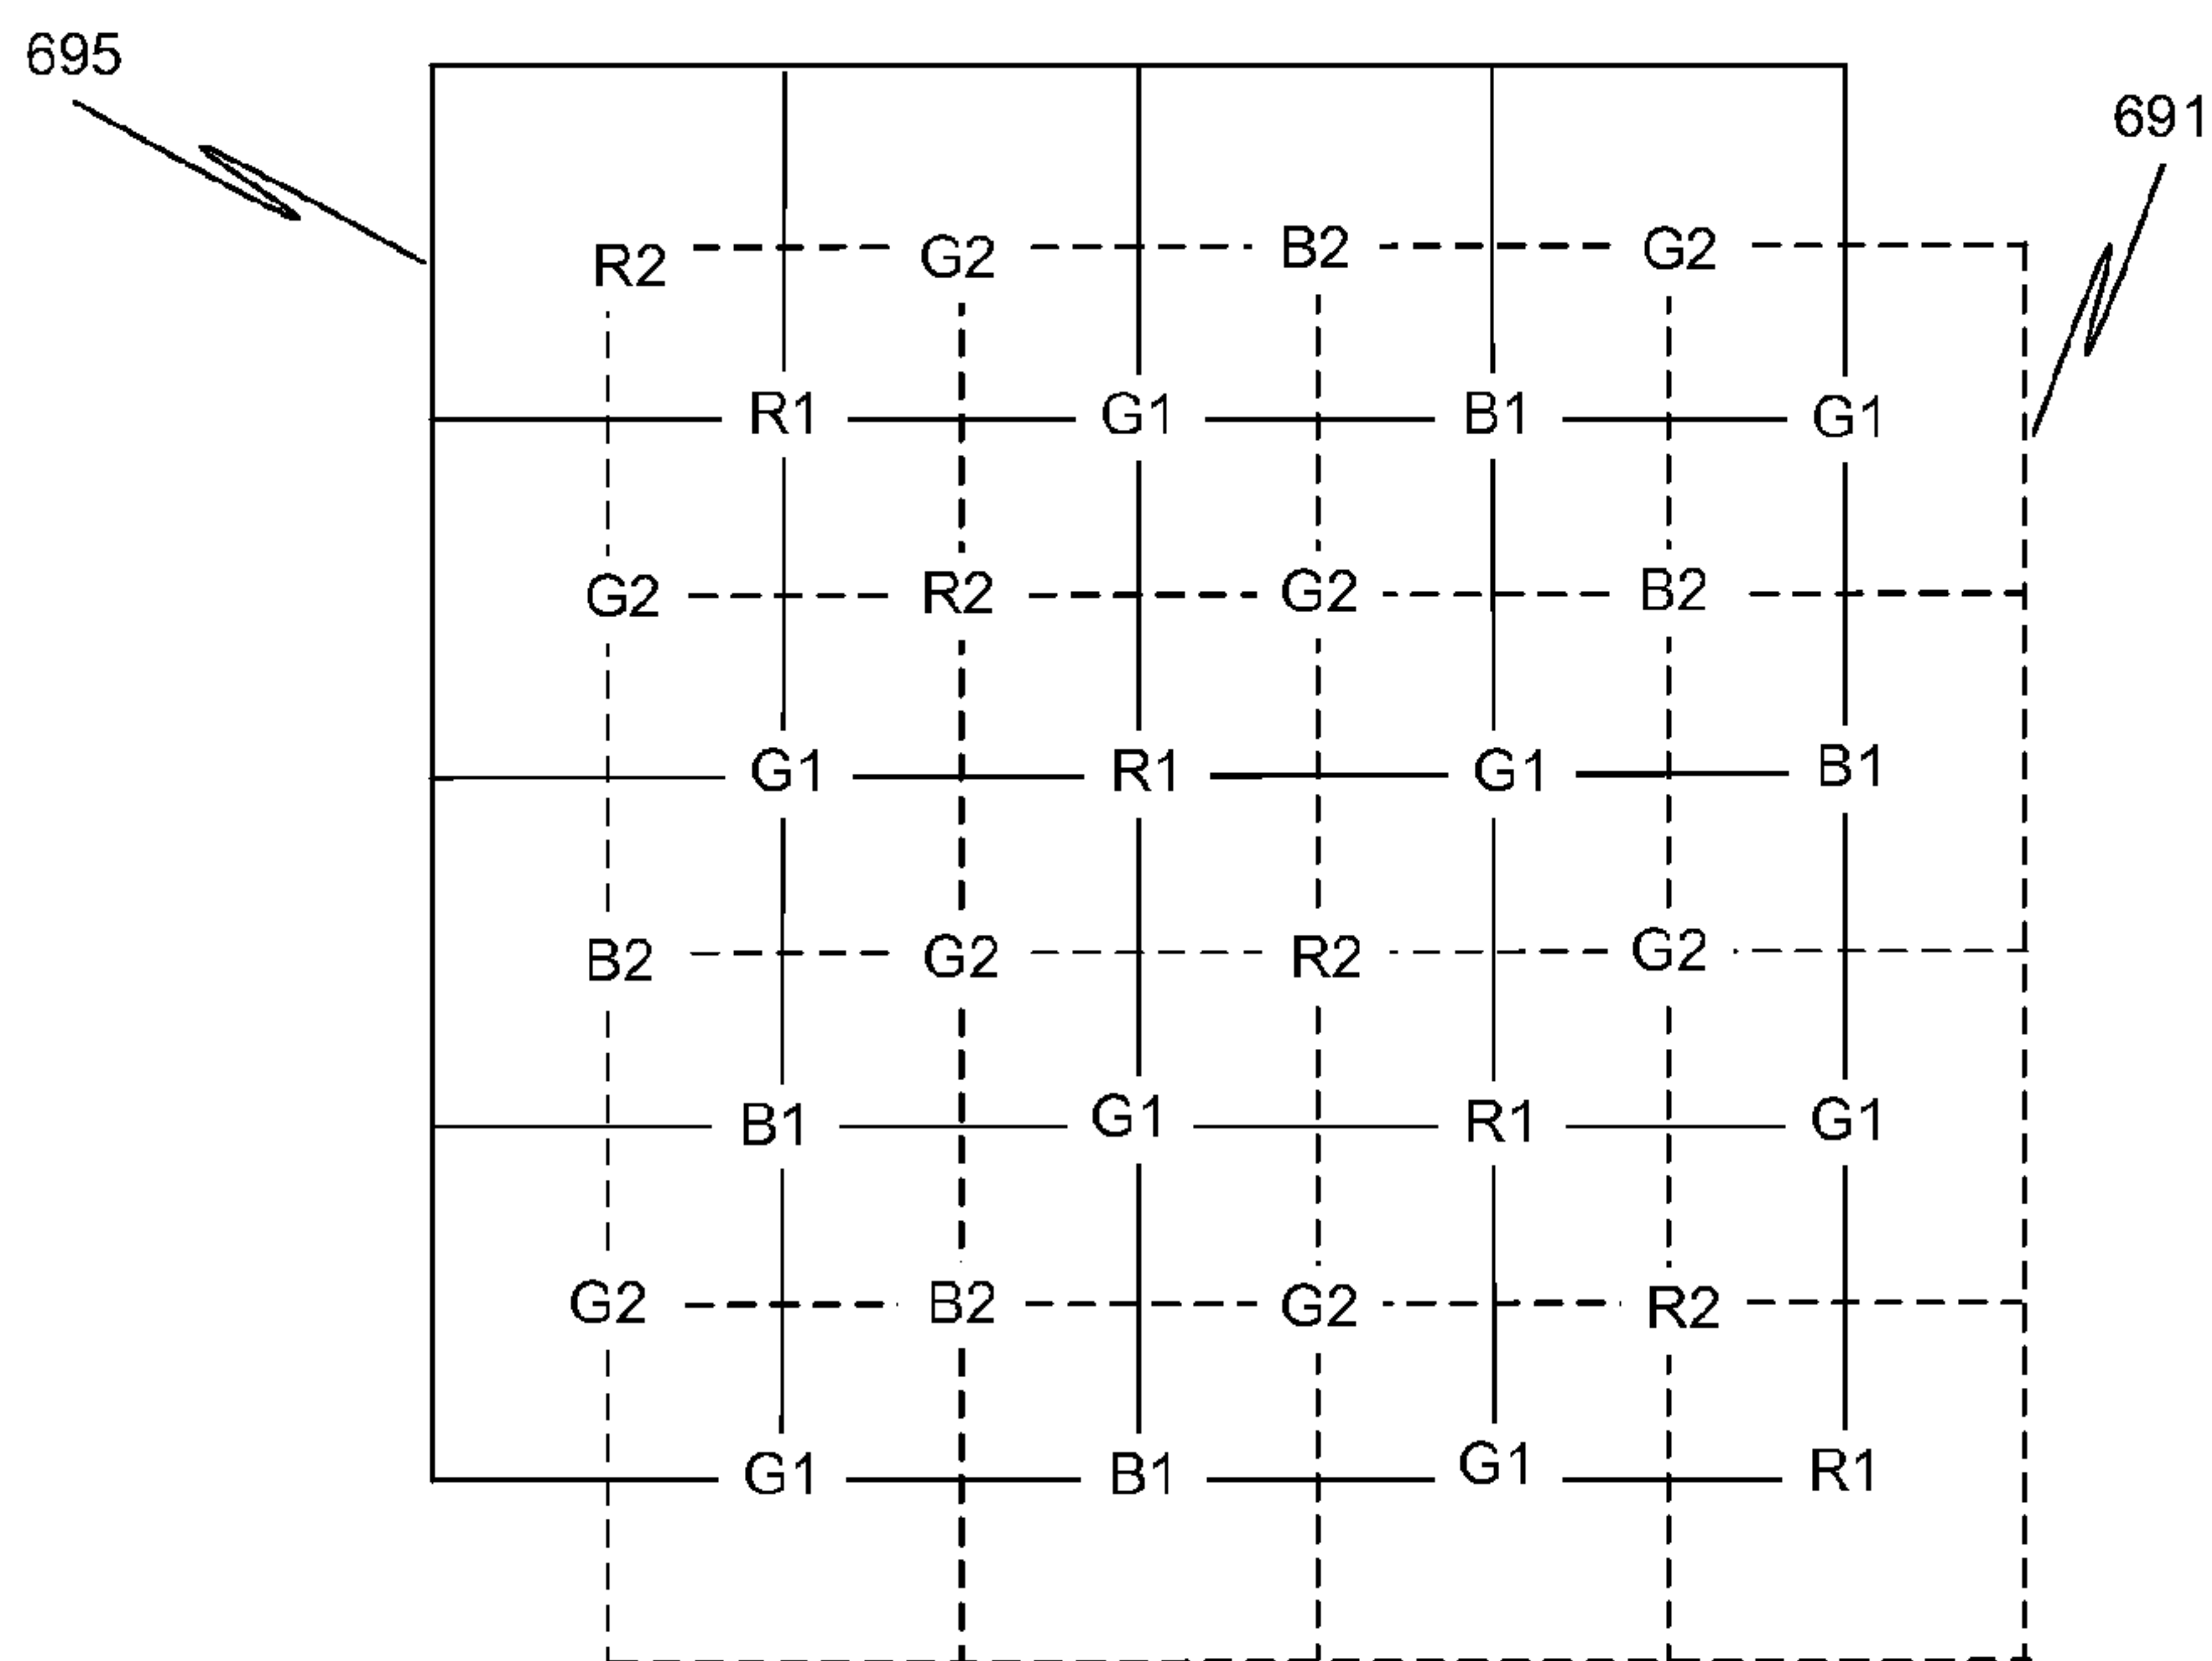 695
691
R2 G2 B2 G2
R1 G1 B1 G1
G2 R2 G2 B2
G1 R1 G1 B1
B2 G2 R2 G2
B1 G1 R1 G1
G2 B2 G2 R2
G1 B1 G1 R1